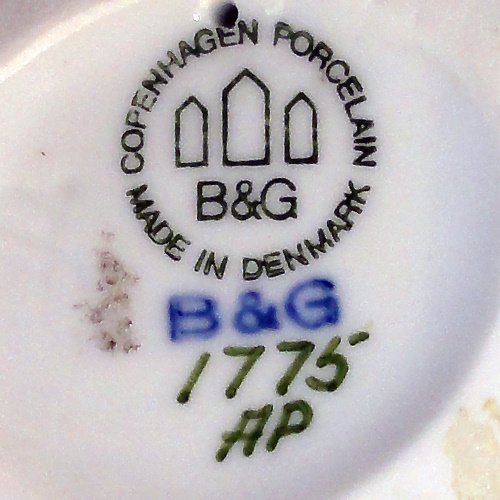 COPENHAGEN PORCELAIN
B&G
MADE IN DENMARK
B&G
1775
AP